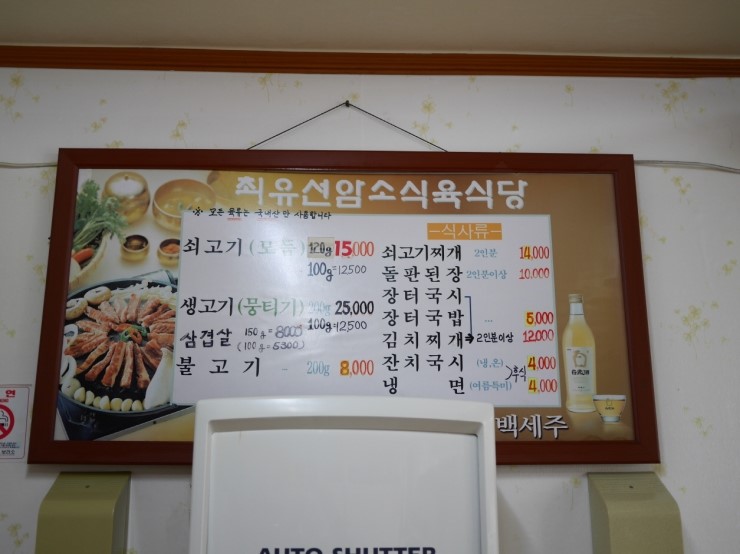 최유선암소식육식당
※ 모든 육류는 국내산만 사용합니다
쇠고기(모듬) 120g 15,000
100g=12500
생고기(뭉티기) 200g 25,000
100g=12,500
삼겹살 150g=8000
(100g=5300)
불고기 - 200g 8,000
-식사류-
쇠고기찌개 2인분 14,000
돌판된장 2인분이상 10,000
장터국시
장터국밥 ... 5,000
김치찌개 2인분이상 12,000
잔치국시 (냉,온) 4,000
후식
냉면 (여름특미) 4,000
백세주
연
AUTO SHUTTER